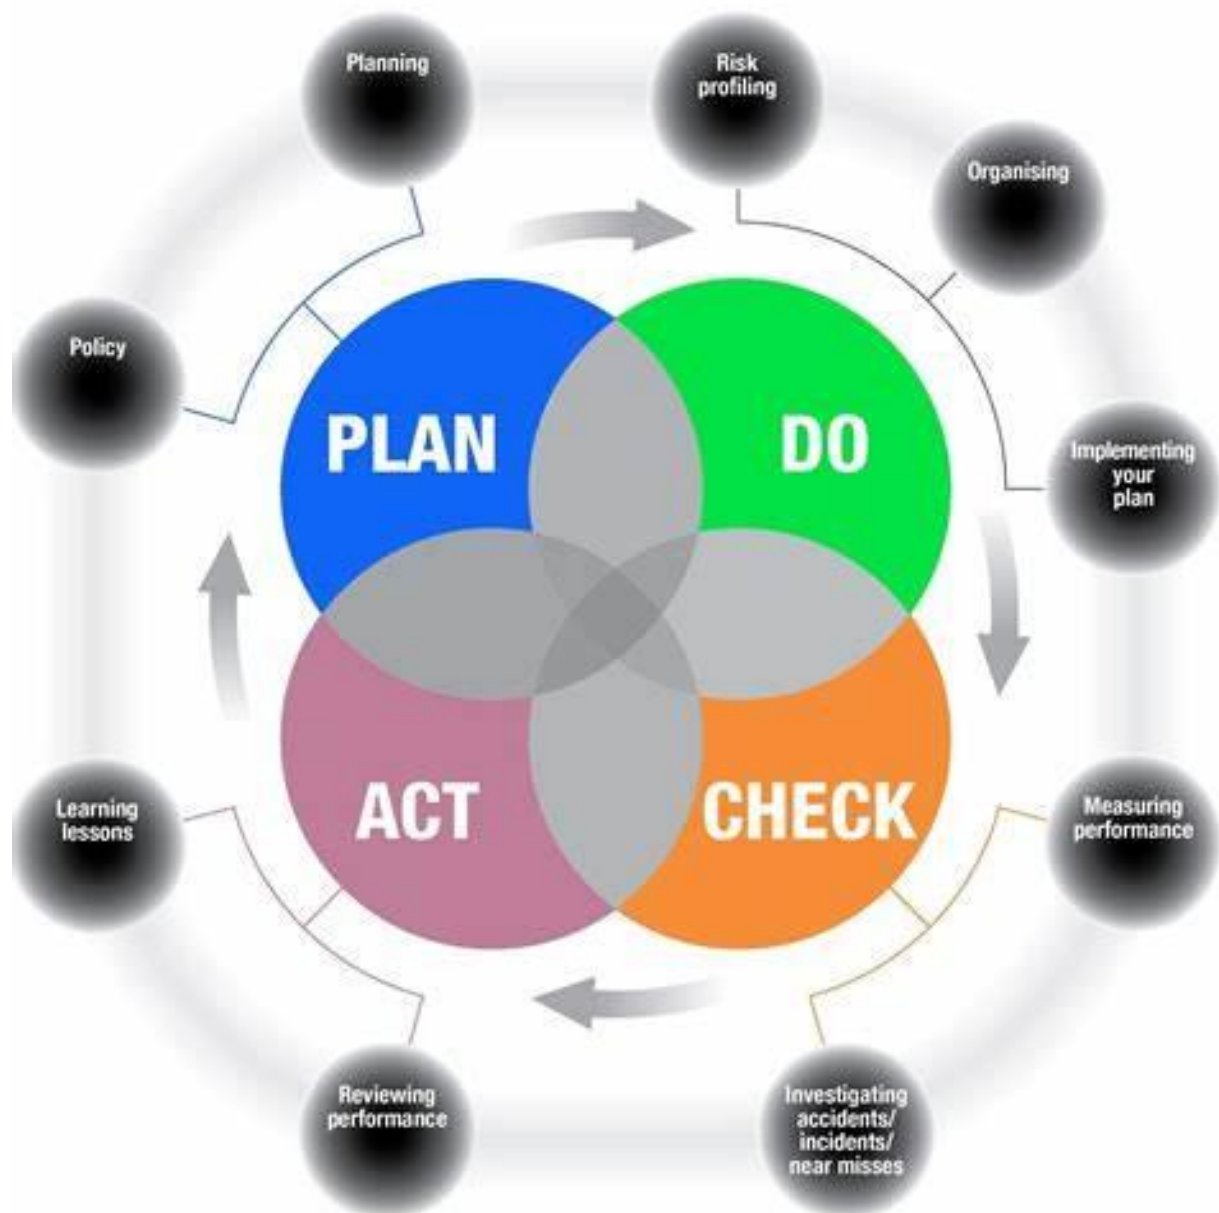 Planning
Risk
profiling
Organising
Policy
PLAN
DO
Implementing
your
plan
ACT
CHECK
Learning
lessons
Measuring
performance
Reviewing
performance
Investigating
accidents/
incidents/
near misses